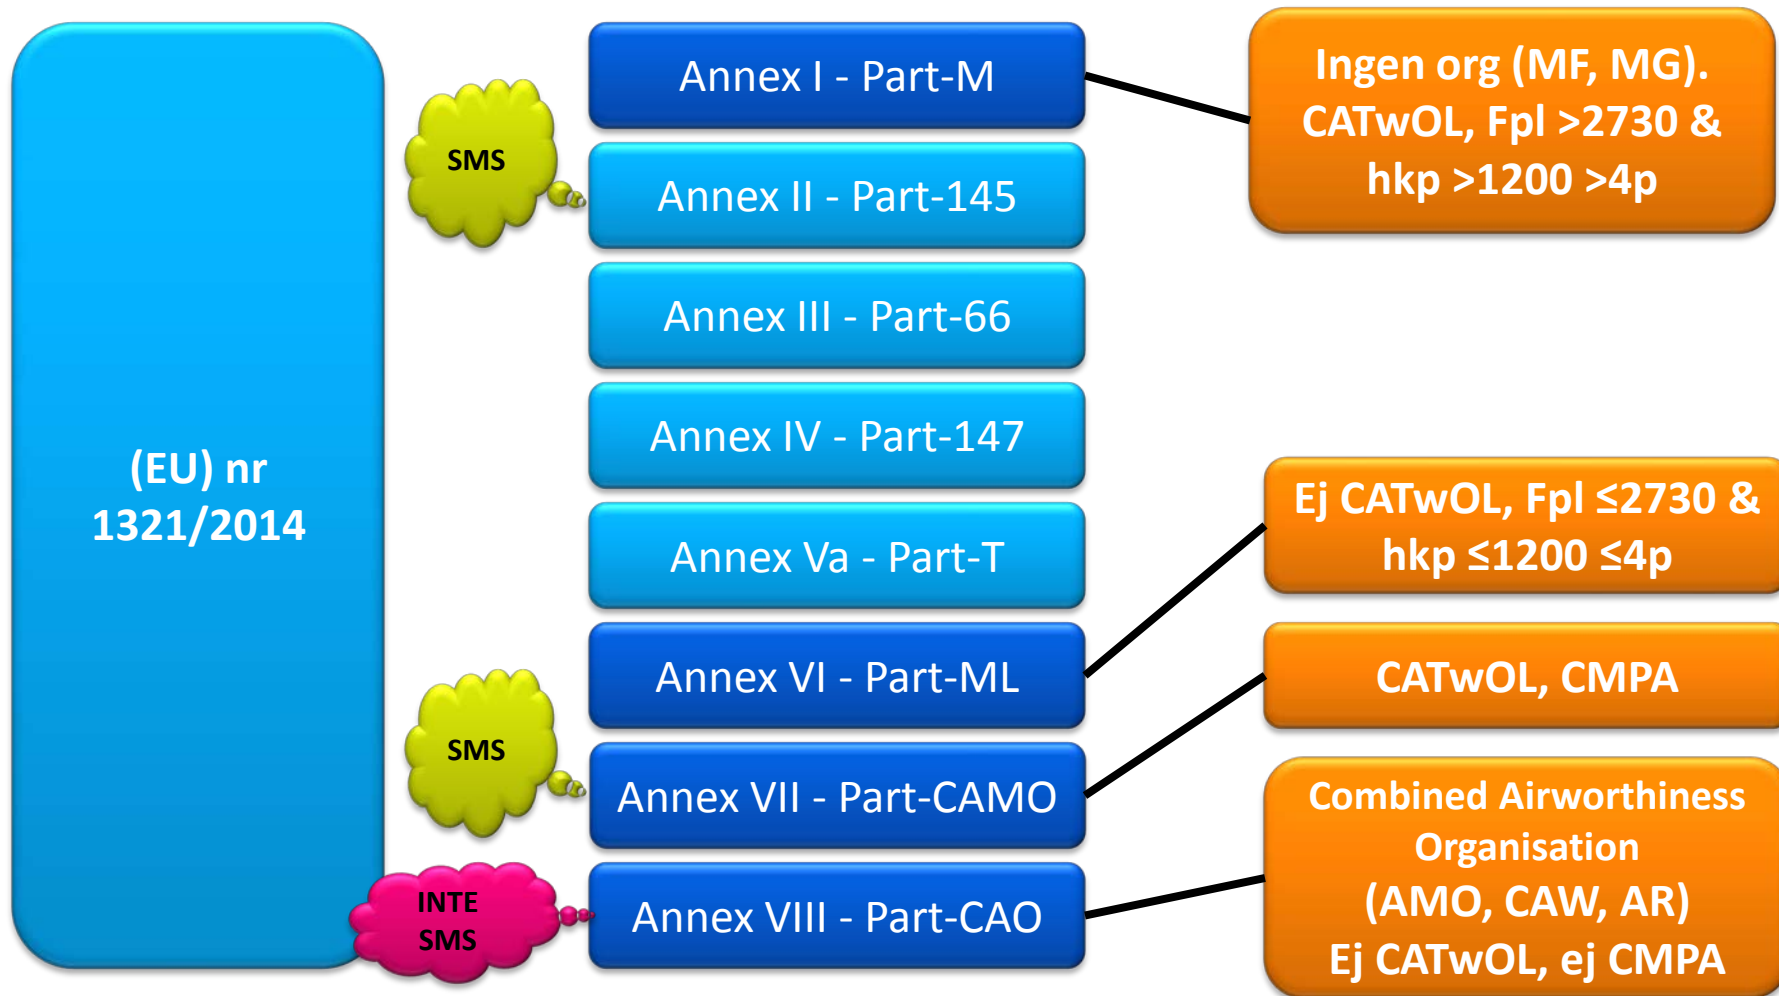 (EU) nr
1321/2014
SMS
SMS
INTE
SMS
Annex I - Part-M
Annex II - Part-145
Annex III - Part-66
Annex IV - Part-147
Annex Va - Part-T
Annex VI - Part-ML
Annex VII - Part-CAMO
Annex VIII - Part-CAO
Ingen org (MF, MG).
CATwOL, Fpl >2730 &
hkp >1200 >4p
Ej CATwOL, Fpl ≤2730 &
hkp ≤1200 ≤4p
CATwOL, CMPA
Combined Airworthiness
Organisation
(AMO, CAW, AR)
Ej CATwOL, ej CMPA